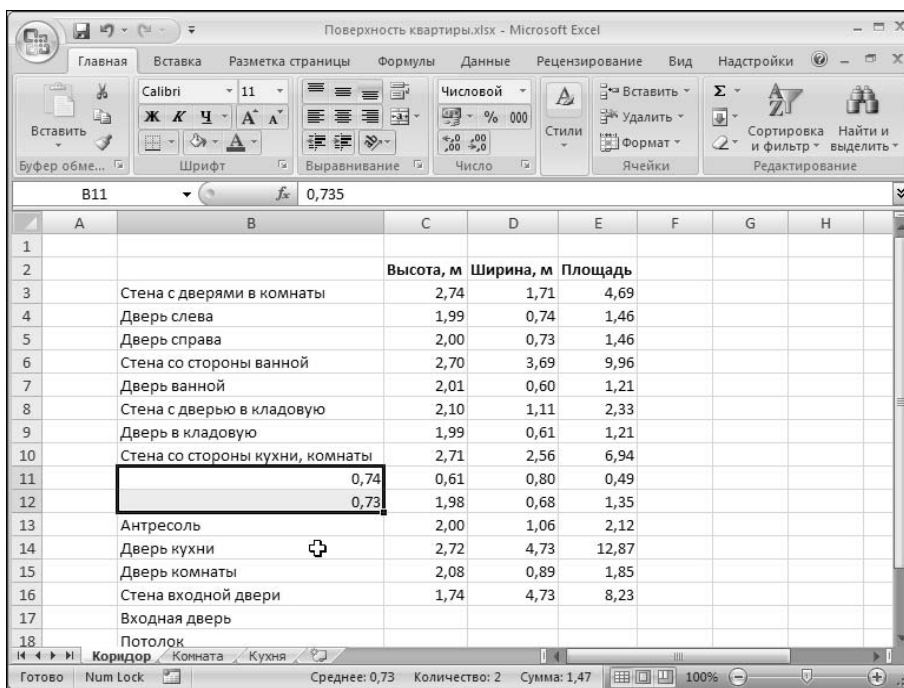 Поверхность квартиры.xlsx - Microsoft Excel
Главная Вставка Разметка страницы Формулы Данные Рецензирование Вид Надстройки
Calibri 11 Числовой Вставить Σ
Ж К Ч A A % 000 Удалить
Вставить A ,0 ,00 ,00 ,0 Стили Формат Сортировка и фильтр Найти и выделить
Буфер обме... Шрифт Выравнивание Число Ячейки Редактирование
B11 fx 0,735
A B C D E F G H
1
2 Высота, м Ширина, м Площадь
3 Стена с дверями в комнаты 2,74 1,71 4,69
4 Дверь слева 1,99 0,74 1,46
5 Дверь справа 2,00 0,73 1,46
6 Стена со стороны ванной 2,70 3,69 9,96
7 Дверь ванной 2,01 0,60 1,21
8 Стена с дверью в кладовую 2,10 1,11 2,33
9 Дверь в кладовую 1,99 0,61 1,21
10 Стена со стороны кухни, комнаты 2,71 2,56 6,94
11 0,74 0,61 0,80 0,49
12 0,73 1,98 0,68 1,35
13 Антресоль 2,00 1,06 2,12
14 Дверь кухни 2,72 4,73 12,87
15 Дверь комнаты 2,08 0,89 1,85
16 Стена входной двери 1,74 4,73 8,23
17 Входная дверь
18 Потолок
Коридор Комната Кухня
Готово Num Lock Среднее: 0,73 Количество: 2 Сумма: 1,47 100%